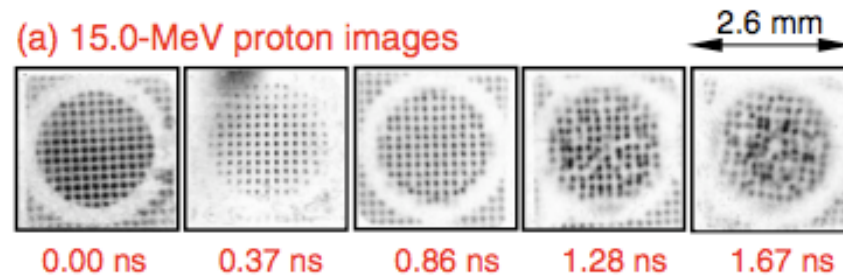 (a) 15.0-MeV proton images
2.6 mm
0.00 ns
0.37 ns
0.86 ns
1.28 ns
1.67 ns